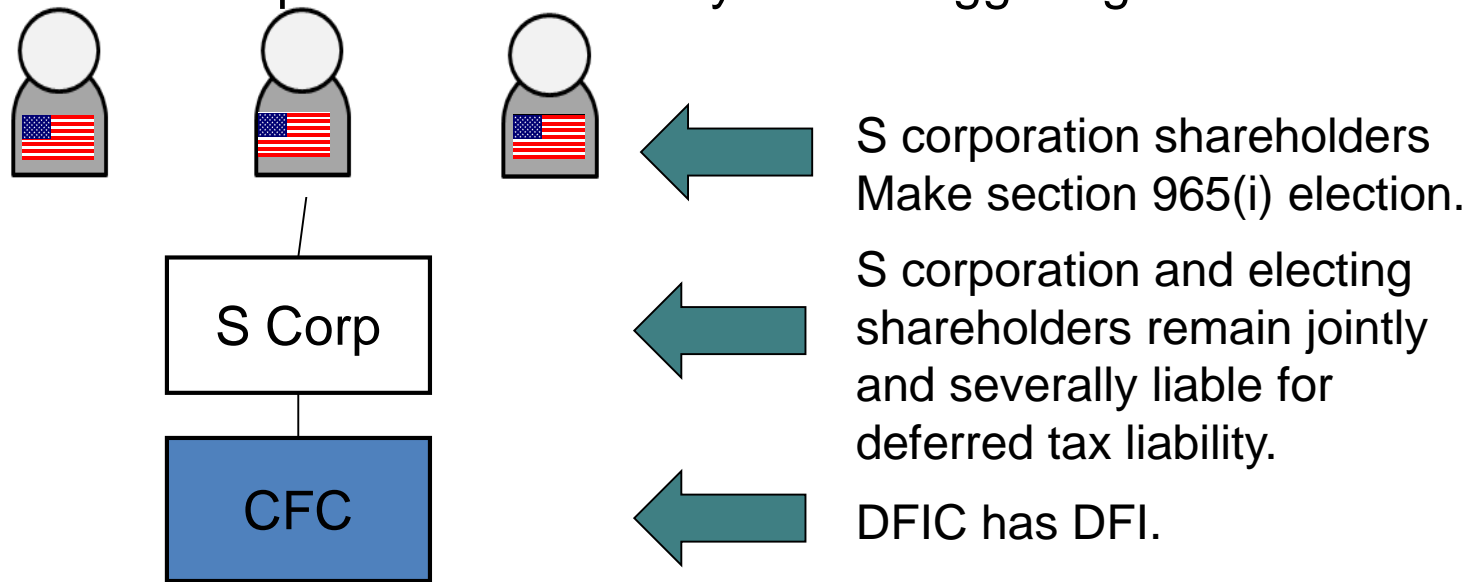 S corporation shareholders
Make section 965(i) election.
S corporation and electing
shareholders remain jointly
and severally liable for
deferred tax liability.
DFIC has DFI.
S Corp
CFC